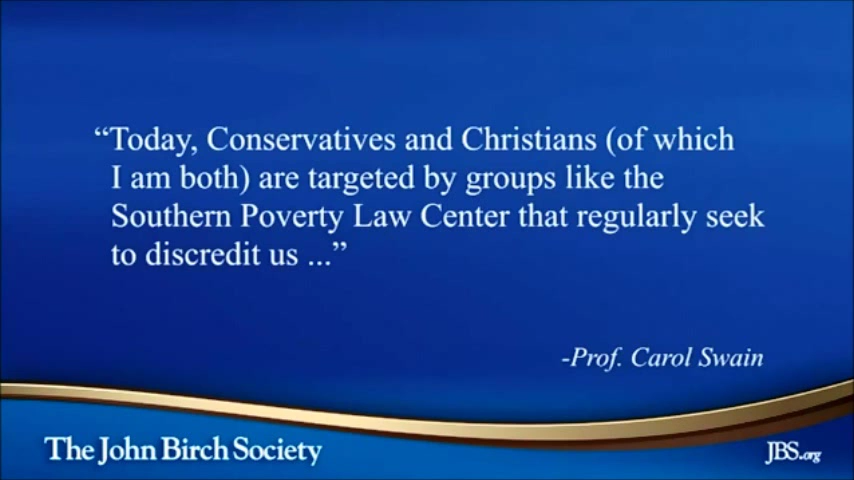 “Today, Conservatives and Christians (of which
I am both) are targeted by groups like the
Southern Poverty Law Center that regularly seek
to discredit us ...”
-Prof. Carol Swain
The John Birch Society
JBS.org